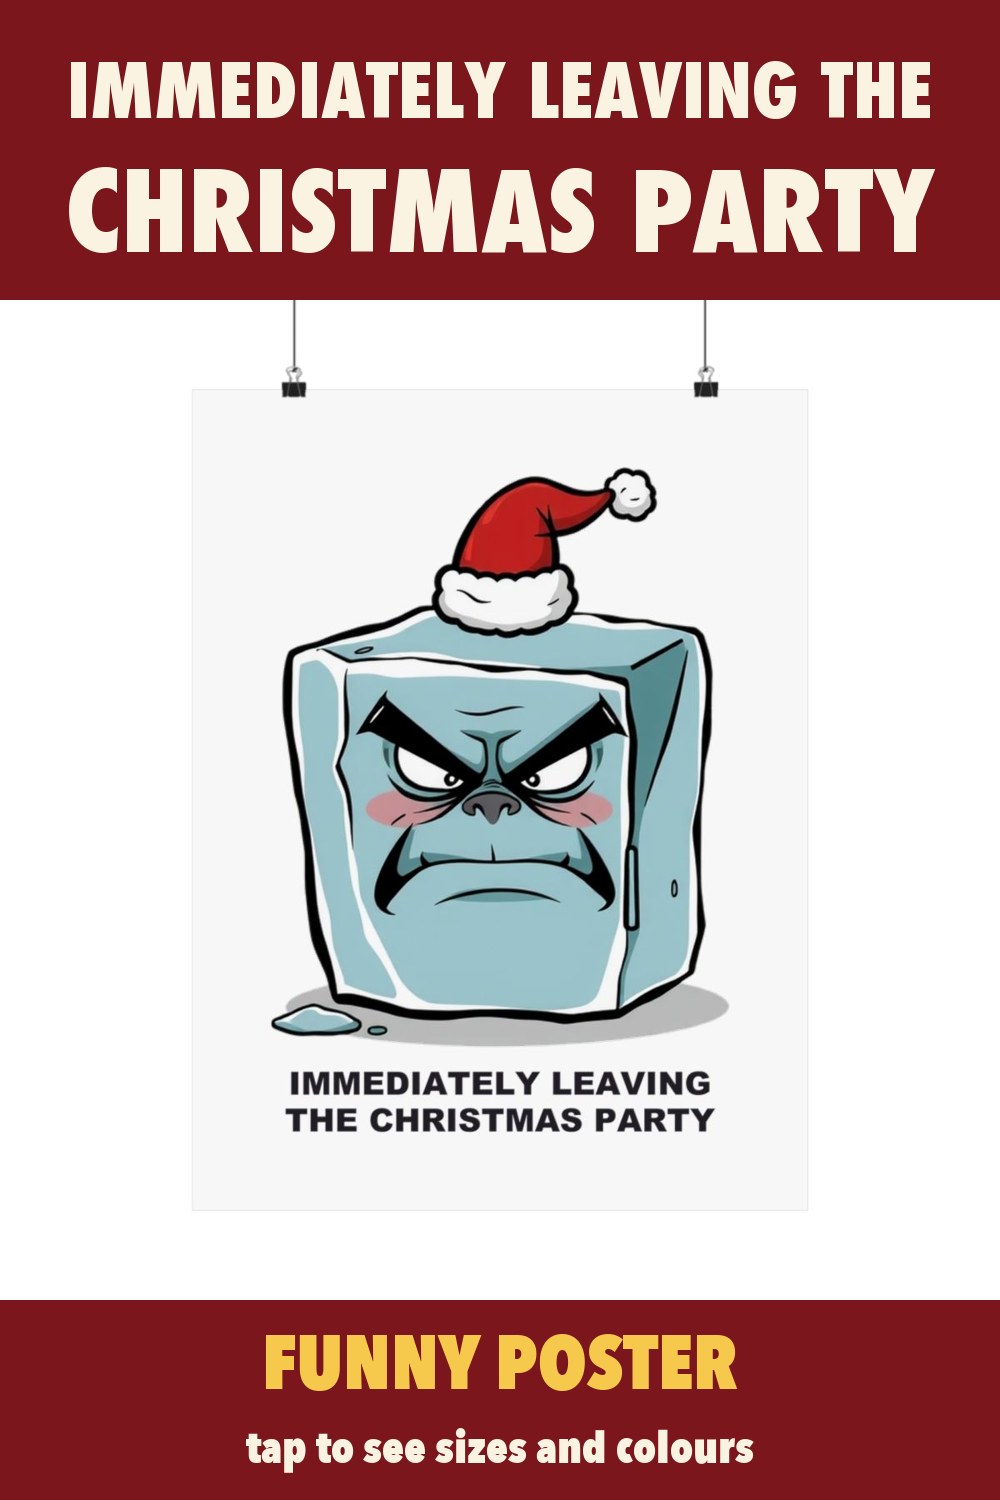 IMMEDIATELY LEAVING THE
CHRISTMAS PARTY
IMMEDIATELY LEAVING
THE CHRISTMAS PARTY
FUNNY POSTER
tap to see sizes and colours